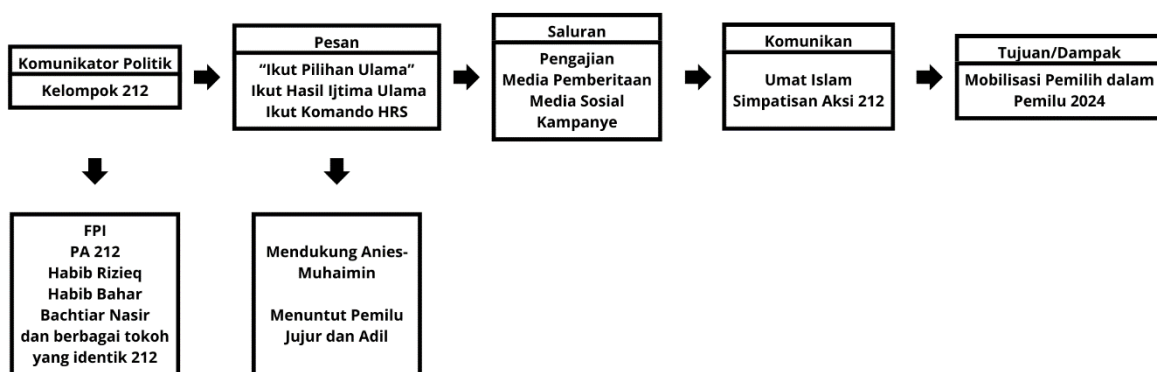 Komunikator Politik
Kelompok 212
Pesan
“Ikut Pilihan Ulama”
Ikut Hasil Ijtima Ulama
Ikut Komando HRS
Saluran
Pengajian
Media Pemberitaan
Media Sosial
Kampanye
Komunikan
Umat Islam
Simpatisan Aksi 212
Tujuan/Dampak
Mobilisasi Pemilih dalam
Pemilu 2024
FPI
PA 212
Habib Rizieq
Habib Bahar
Bachtiar Nasir
dan berbagai tokoh
yang identik 212
Mendukung Anies-
Muhaimin
Menuntut Pemilu
Jujur dan Adil